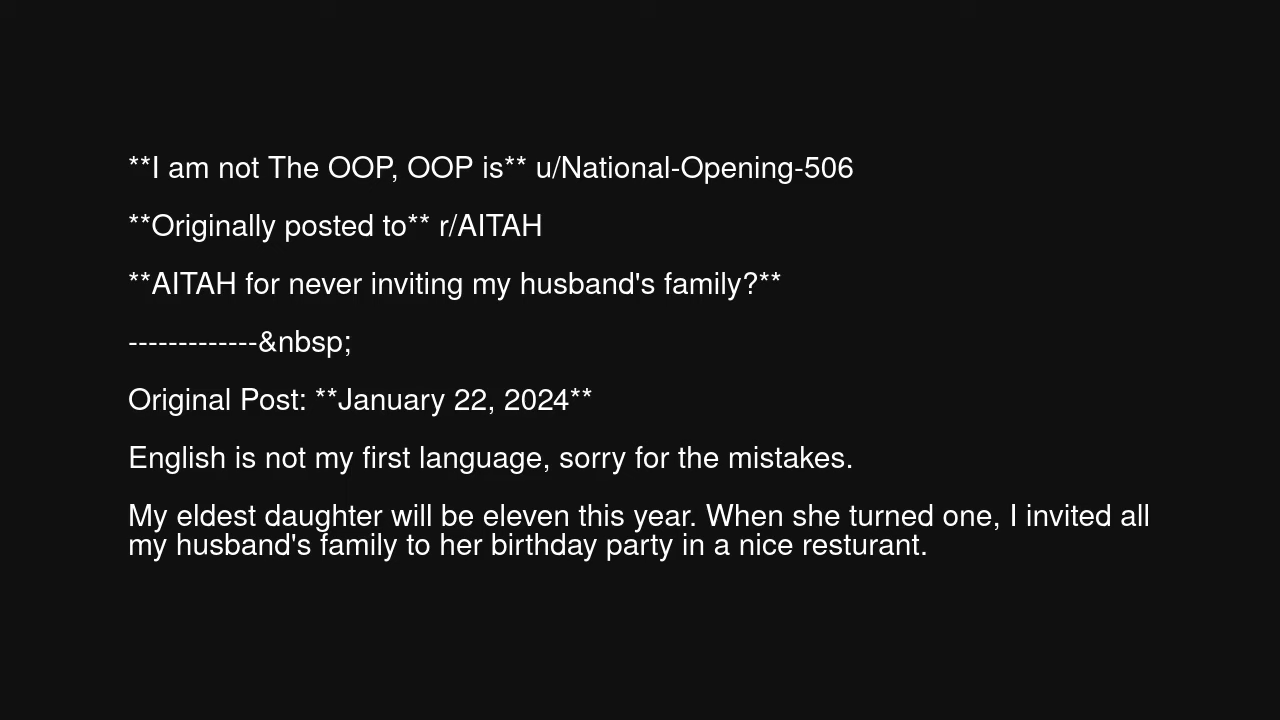 **I am not The OOP, OOP is** u/National-Opening-506
**Originally posted to** r/AITAH
**AITAH for never inviting my husband's family?**
-------------&nbsp;
Original Post: **January 22, 2024**
English is not my first language, sorry for the mistakes.
My eldest daughter will be eleven this year. When she turned one, I invited all
my husband's family to her birthday party in a nice resturant.